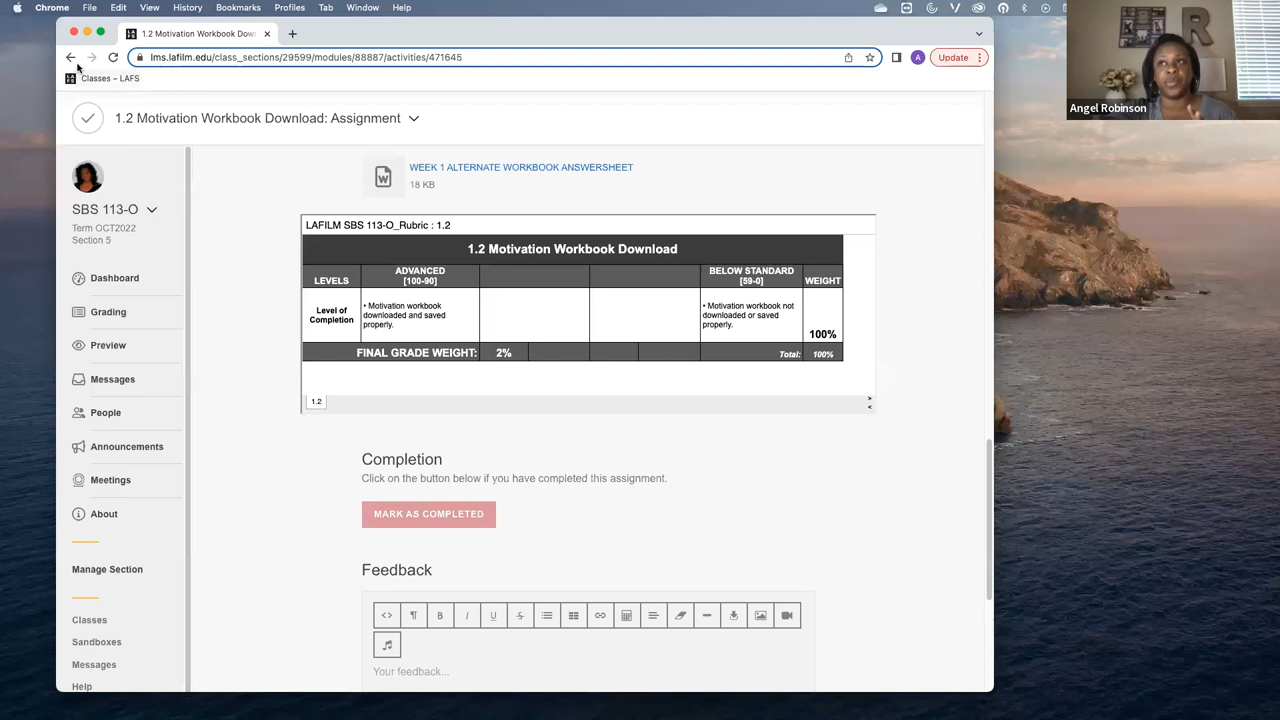 Chrome File Edit View History Bookmarks Profiles Tab Window Help
1.2 Motivation Workbook Dow
lms.lafilm.edu/class_sections/29599/modules/88887/activities/471645
A
Update
Classes – LAFS
Angel Robinson
1.2 Motivation Workbook Download: Assignment
SBS 113-O
Term OCT2022
Section 5
Dashboard
Grading
Preview
Messages
People
Announcements
Meetings
About
Manage Section
Classes
Sandboxes
Messages
Help
W
WEEK 1 ALTERNATE WORKBOOK ANSWERSHEET
18 KB
LAFILM SBS 113-O_Rubric : 1.2
1.2 Motivation Workbook Download
LEVELS
ADVANCED
[100-90]
BELOW STANDARD
[59-0]
WEIGHT
Level of
Completion
• Motivation workbook
downloaded and saved
properly.
• Motivation workbook not
downloaded or saved
properly.
100%
FINAL GRADE WEIGHT: 2%
Total: 100%
1.2
Completion
Click on the button below if you have completed this assignment.
MARK AS COMPLETED
Feedback
B I U S
Your feedback...
R